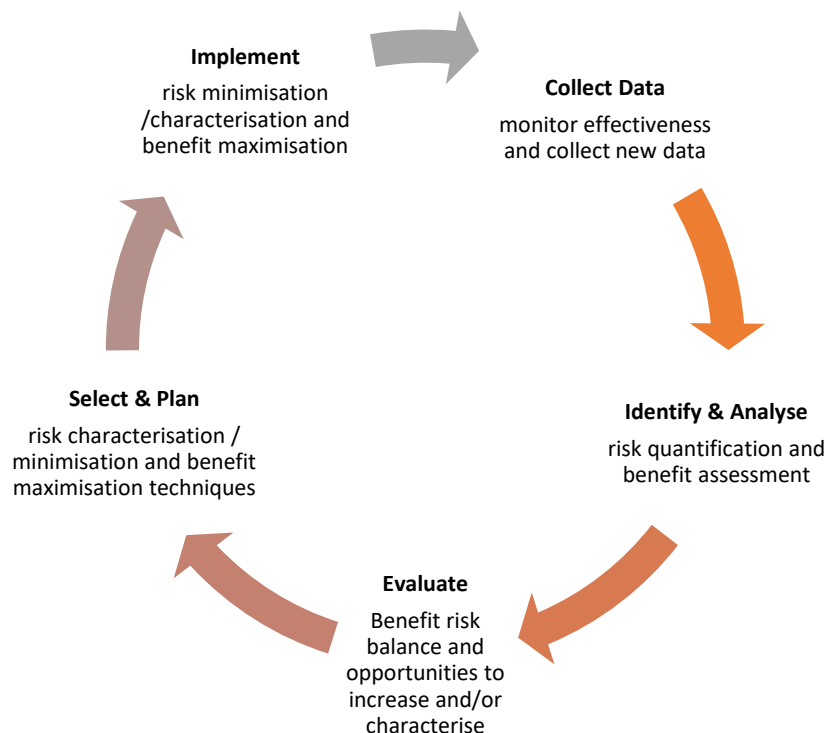 Implement
risk minimisation
/characterisation and
benefit maximisation
Collect Data
monitor effectiveness
and collect new data
Identify & Analyse
risk quantification and
benefit assessment
Evaluate
Benefit risk
balance and
opportunities to
increase and/or
characterise
Select & Plan
risk characterisation /
minimisation and benefit
maximisation techniques